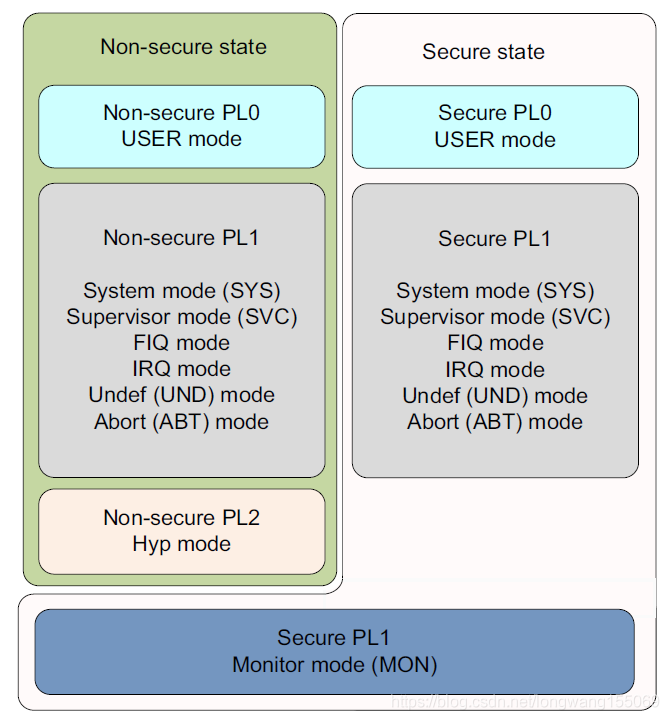 Non-secure state
Non-secure PL0
USER mode
Non-secure PL1
System mode (SYS)
Supervisor mode (SVC)
FIQ mode
IRQ mode
Undef (UND) mode
Abort (ABT) mode
Non-secure PL2
Hyp mode
Secure state
Secure PL0
USER mode
Secure PL1
System mode (SYS)
Supervisor mode (SVC)
FIQ mode
IRQ mode
Undef (UND) mode
Abort (ABT) mode
Secure PL1
Monitor mode (MON)
https://blog.csdn.net/longwang155069